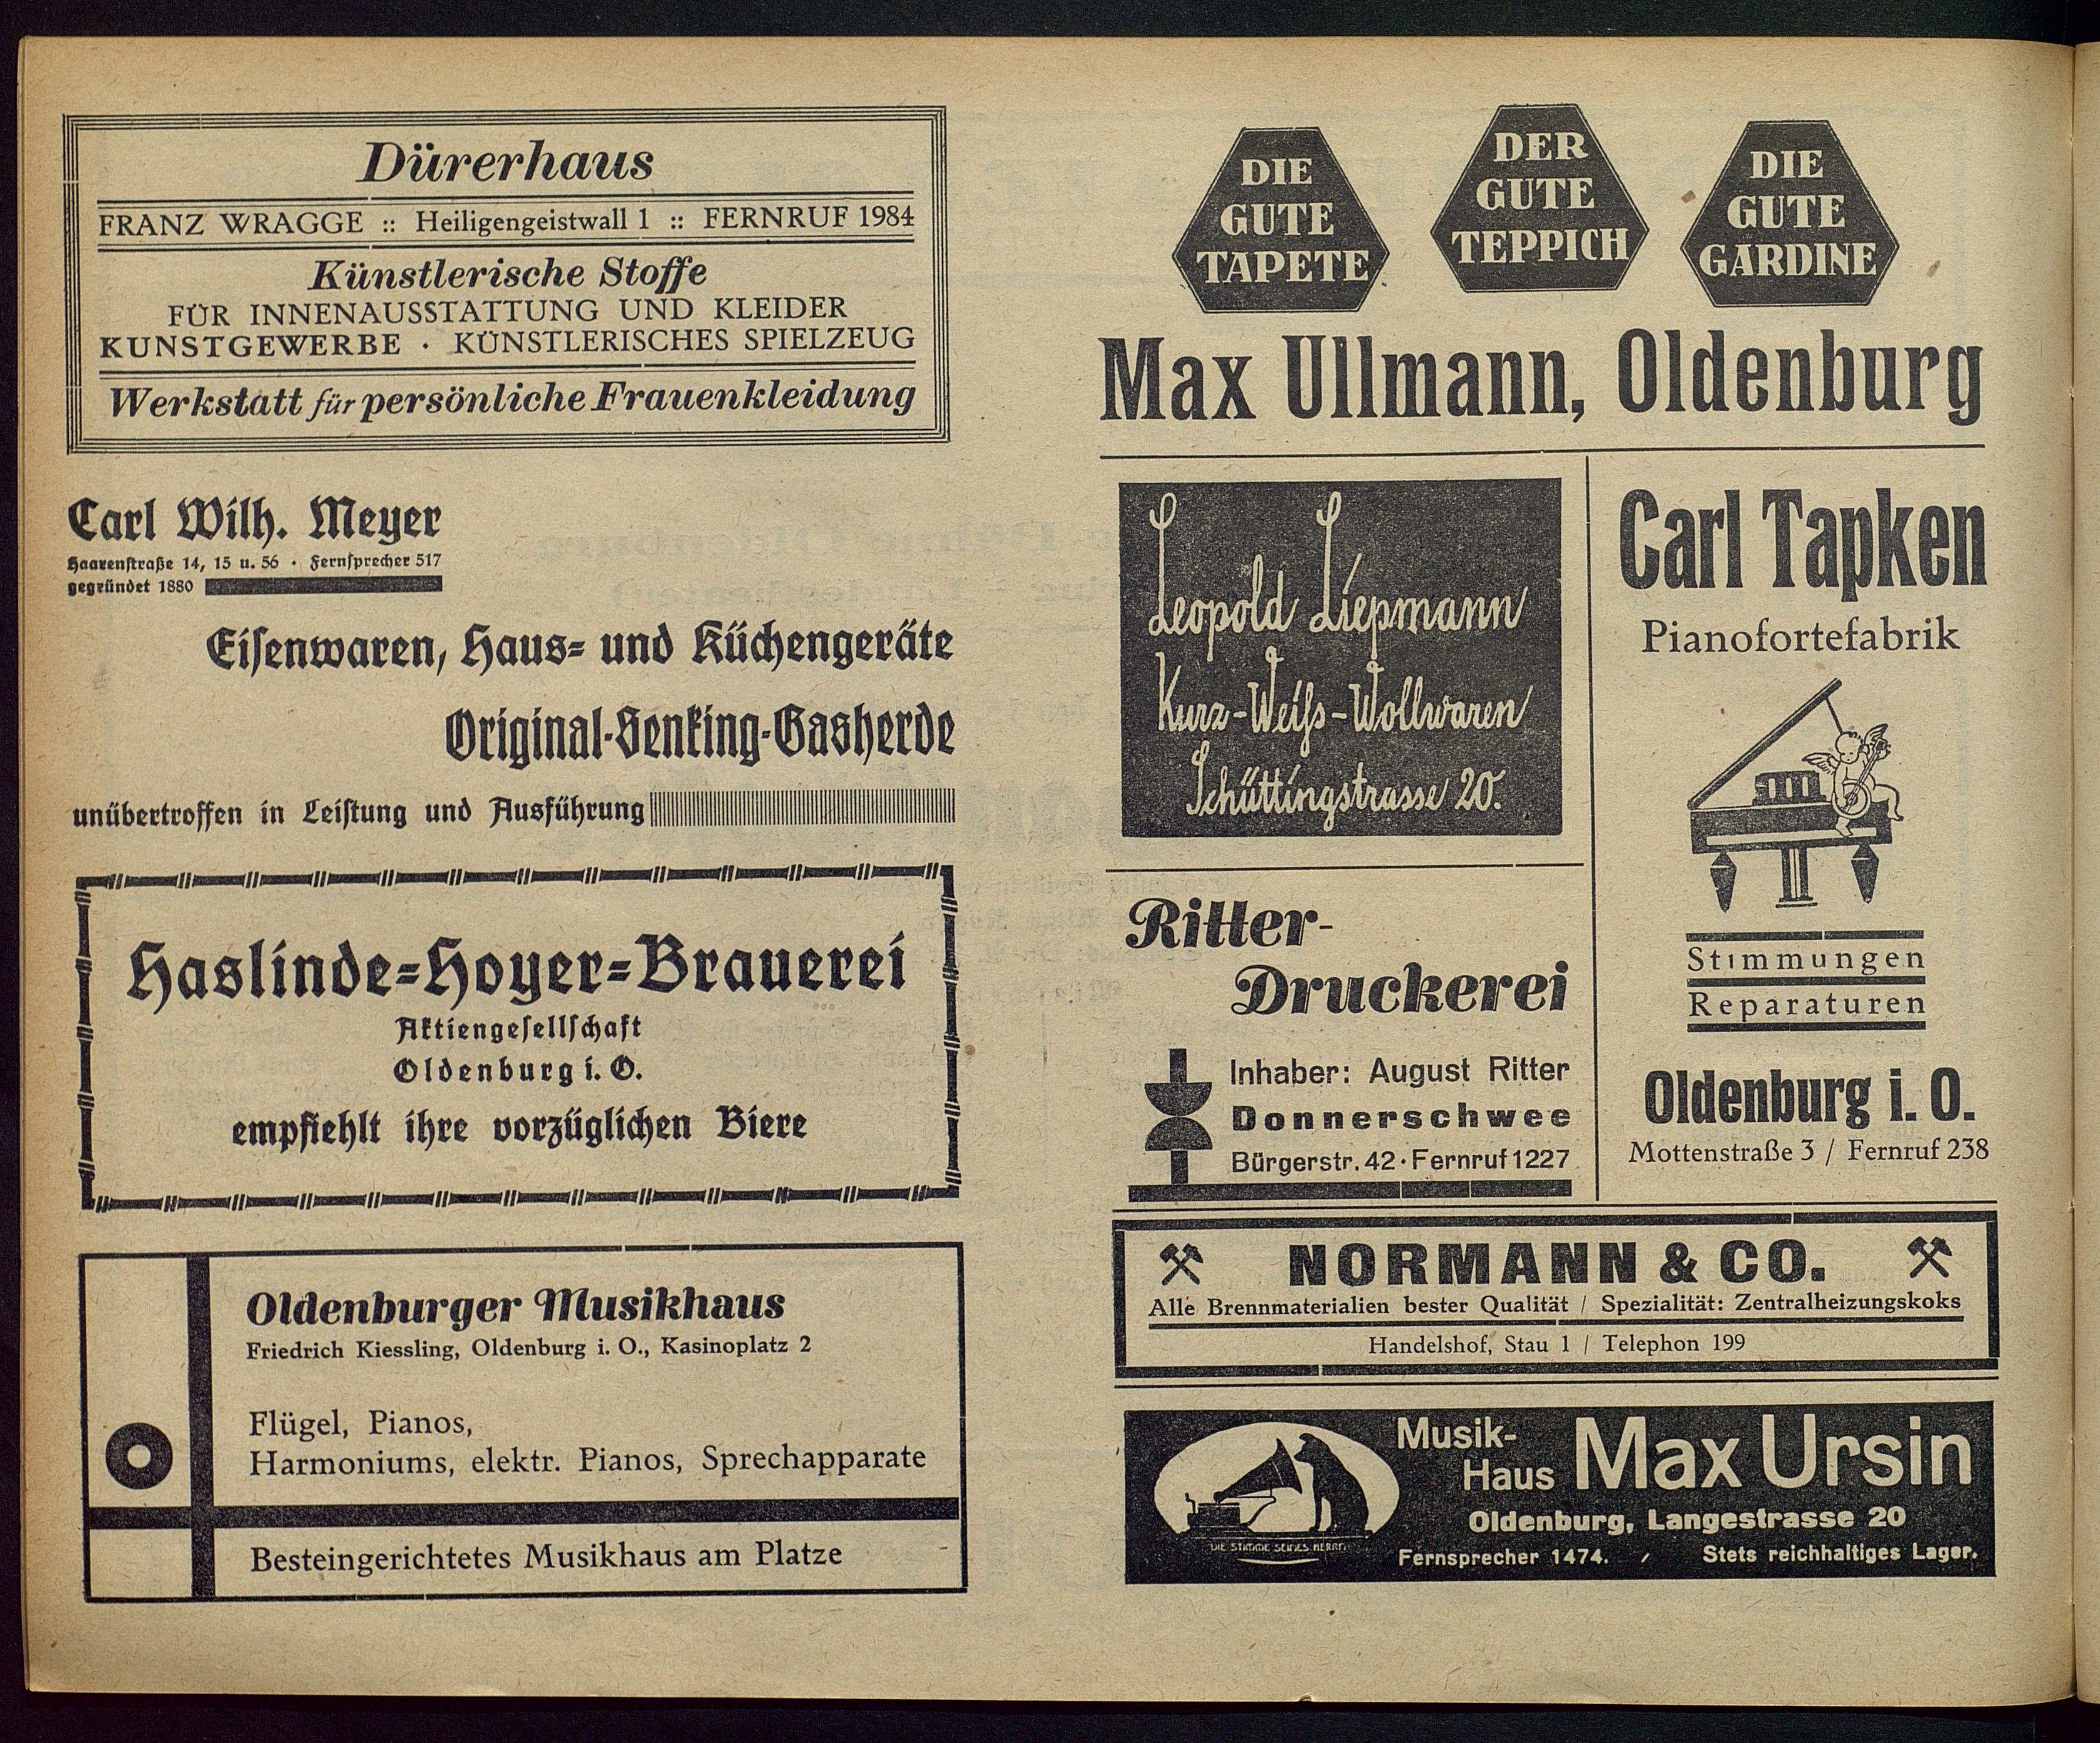 Dürerhaus
FRANZ WRAGGE :: Heiligengeistwall 1 :: FERNRUF 1984
Künstlerische Stoffe
FÜR INNENAUSSTATTUNG UND KLEIDER
KUNSTGEWERBE · KÜNSTLERISCHES SPIELZEUG
Werkstatt für persönliche Frauenkleidung
Carl Wilh. Meyer
Haarenstraße 14, 15 u. 56 · Fernsprecher 517
gegründet 1880
Eisenwaren, Haus- und Küchengeräte
Original-Senking-Gasherde
unübertroffen in Leistung und Ausführung
Haslinde-Hoyer-Brauerei
Aktiengesellschaft
Oldenburg i. O.
empfiehlt ihre vorzüglichen Biere
Oldenburger Musikhaus
Friedrich Kiessling, Oldenburg i. O., Kasinoplatz 2
Flügel, Pianos,
Harmoniums, elektr. Pianos, Sprechapparate
Besteingerichtetes Musikhaus am Platze
DIE
GUTE
TAPETE
DER
GUTE
TEPPICH
DIE
GUTE
GARDINE
Max Ullmann, Oldenburg
Leopold Liepmann
Kurz-Weiß-Wollwaren
Schüttingstrasse 20.
Carl Tapken
Pianofortefabrik
Stimmungen
Reparaturen
Oldenburg i. O.
Mottenstraße 3 / Fernruf 238
Ritter-
Druckerei
Inhaber: August Ritter
Donnerschwee
Bürgerstr. 42 · Fernruf 1227
NORMANN & CO.
Alle Brennmaterialien bester Qualität / Spezialität: Zentralheizungskoks
Handelshof, Stau 1 / Telephon 199
Musik-
Haus Max Ursin
Oldenburg, Langestrasse 20
Fernsprecher 1474. / Stets reichhaltiges Lager.
DIE STIMME SEINES HERRN